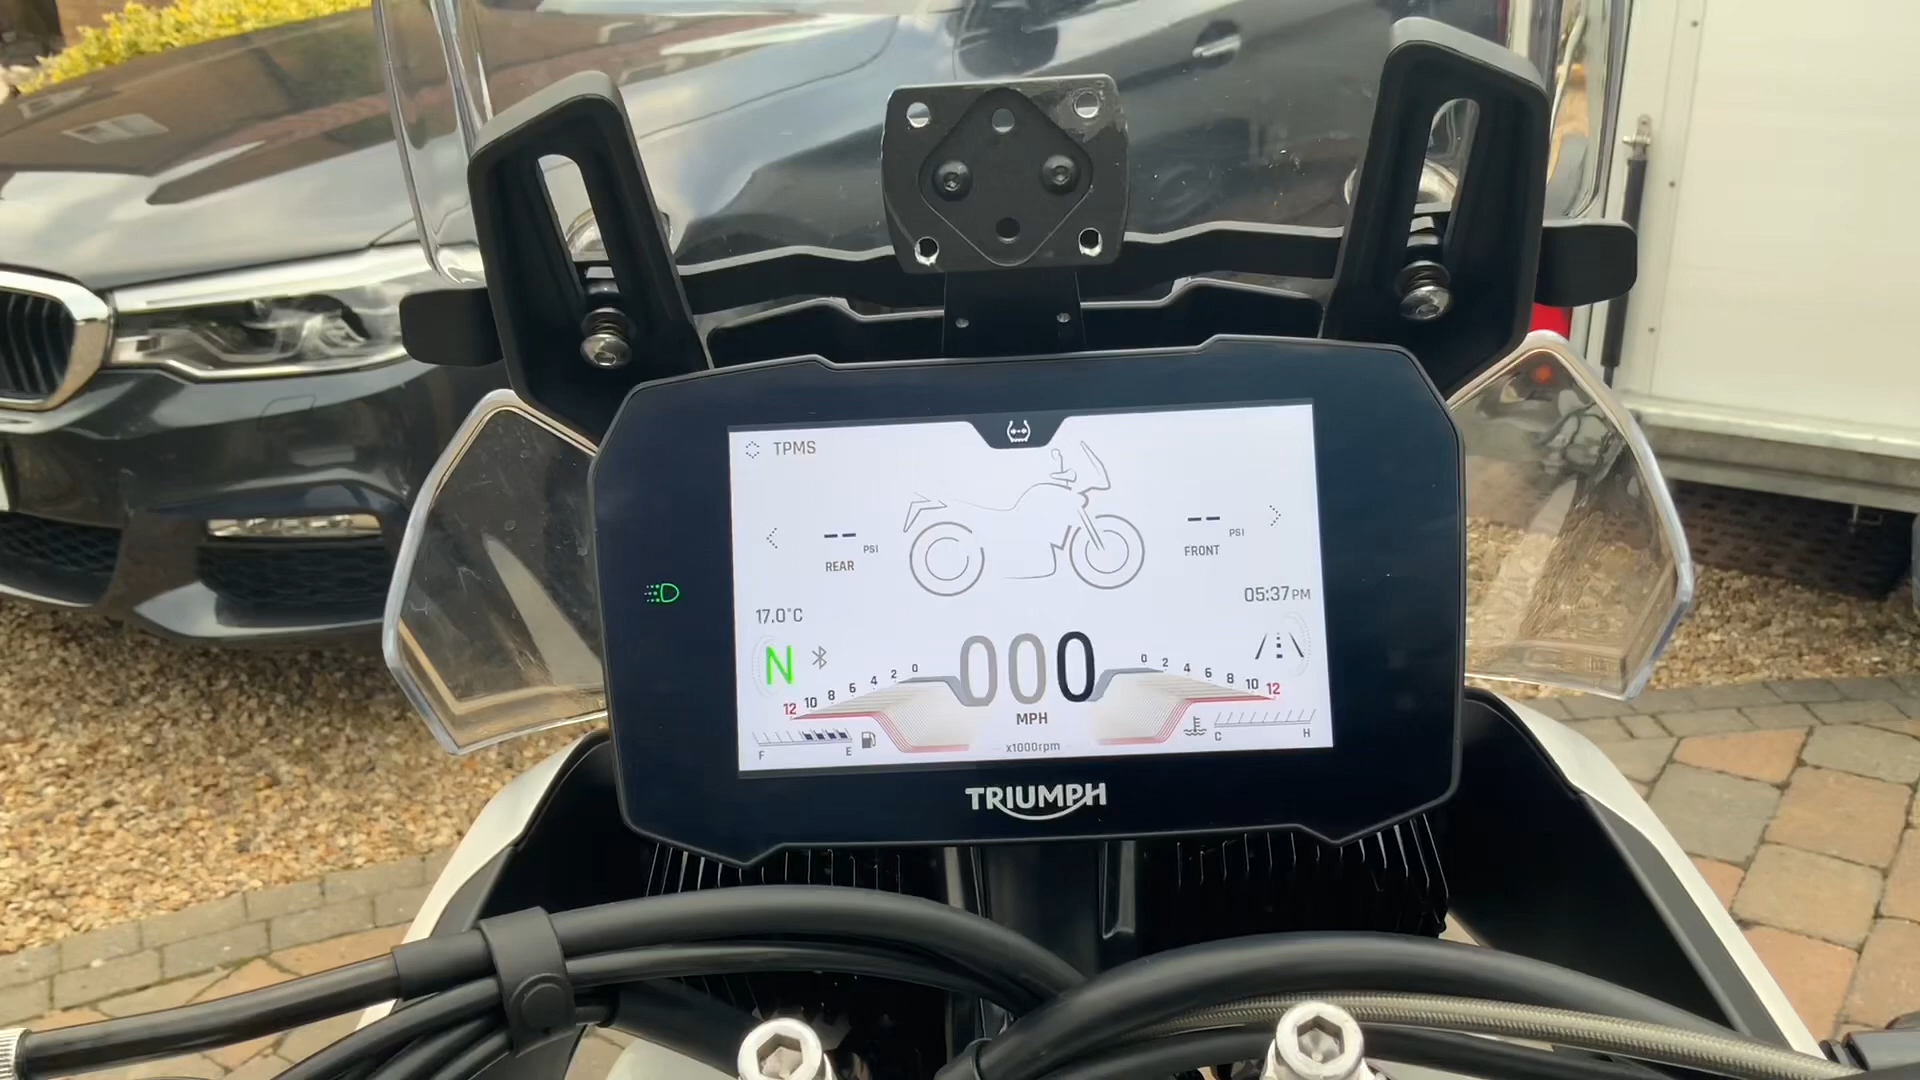 TPMS
-- PSI
REAR
-- PSI
FRONT
17.0°C
05:37 PM
N
000
MPH
12 10 8 6 4 2 0
0 2 4 6 8 10 12
F E
x1000rpm
C H
TRIUMPH